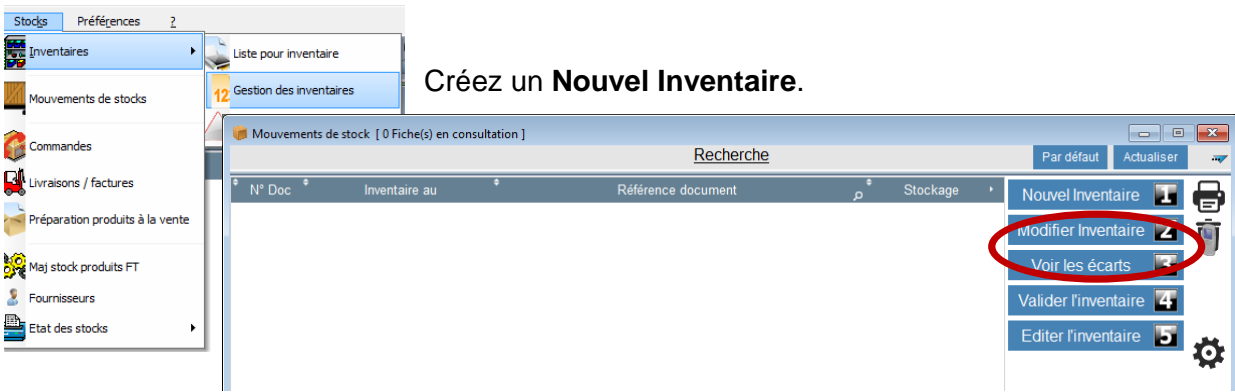 Stocks Préférences ?
Inventaires
Liste pour inventaire
Gestion des inventaires
Mouvements de stocks
Commandes
Livraisons / factures
Préparation produits à la vente
Maj stock produits FT
Fournisseurs
Etat des stocks
12
Créez un Nouvel Inventaire.
Mouvements de stock [ 0 Fiche(s) en consultation ]
Recherche
Par défaut Actualiser
N° Doc Inventaire au Référence document Stockage
Nouvel Inventaire 1
Modifier Inventaire 2
Voir les écarts 3
Valider l'inventaire 4
Editer l'inventaire 5